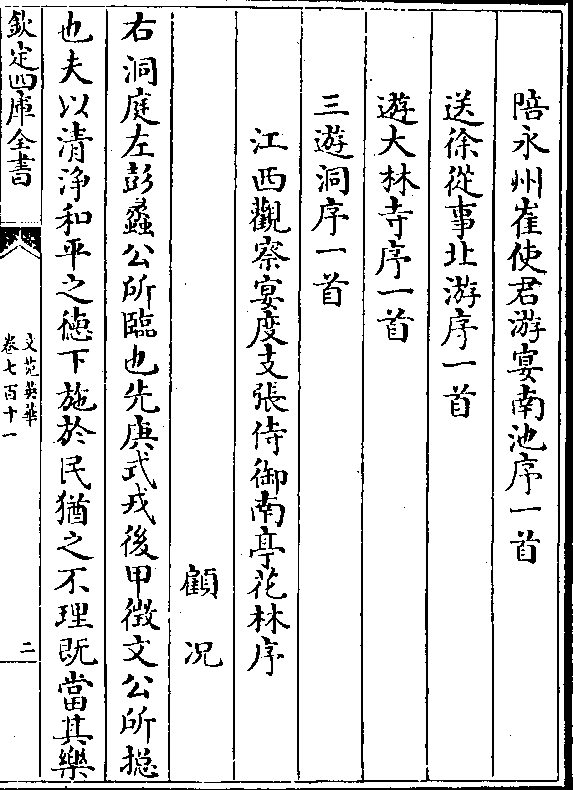 陪永州崔使君游宴南池序一首
送徐從事北游序一首
遊大林寺序一首
三遊洞序一首
江西觀察宴度支張侍御南亭花林序
顧况
右洞庭左彭蠡公所臨也先庚式戎後甲徴文公所揔
也夫以清浄和平之徳下施於民猶之不理既當其樂
欽定四庫全書
文苑英華
卷七百十一
二